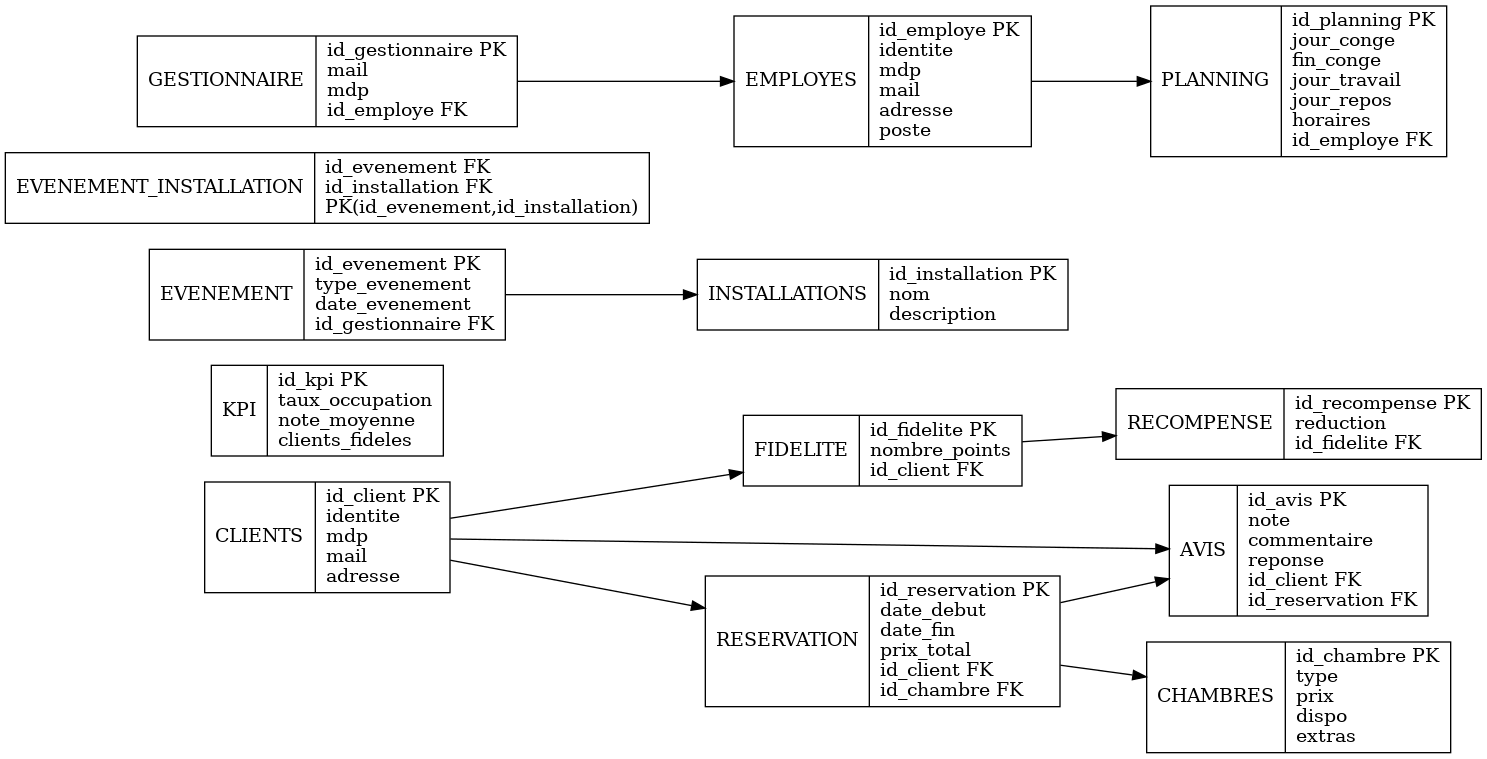 GESTIONNAIRE
id_gestionnaire PK
mail
mdp
id_employe FK
EMPLOYES
id_employe PK
identite
mdp
mail
adresse
poste
PLANNING
id_planning PK
jour_conge
fin_conge
jour_travail
jour_repos
horaires
id_employe FK
EVENEMENT_INSTALLATION
id_evenement FK
id_installation FK
PK(id_evenement,id_installation)
EVENEMENT
id_evenement PK
type_evenement
date_evenement
id_gestionnaire FK
INSTALLATIONS
id_installation PK
nom
description
KPI
id_kpi PK
taux_occupation
note_moyenne
clients_fideles
FIDELITE
id_fidelite PK
nombre_points
id_client FK
RECOMPENSE
id_recompense PK
reduction
id_fidelite FK
CLIENTS
id_client PK
identite
mdp
mail
adresse
AVIS
id_avis PK
note
commentaire
reponse
id_client FK
id_reservation FK
RESERVATION
id_reservation PK
date_debut
date_fin
prix_total
id_client FK
id_chambre FK
CHAMBRES
id_chambre PK
type
prix
dispo
extras